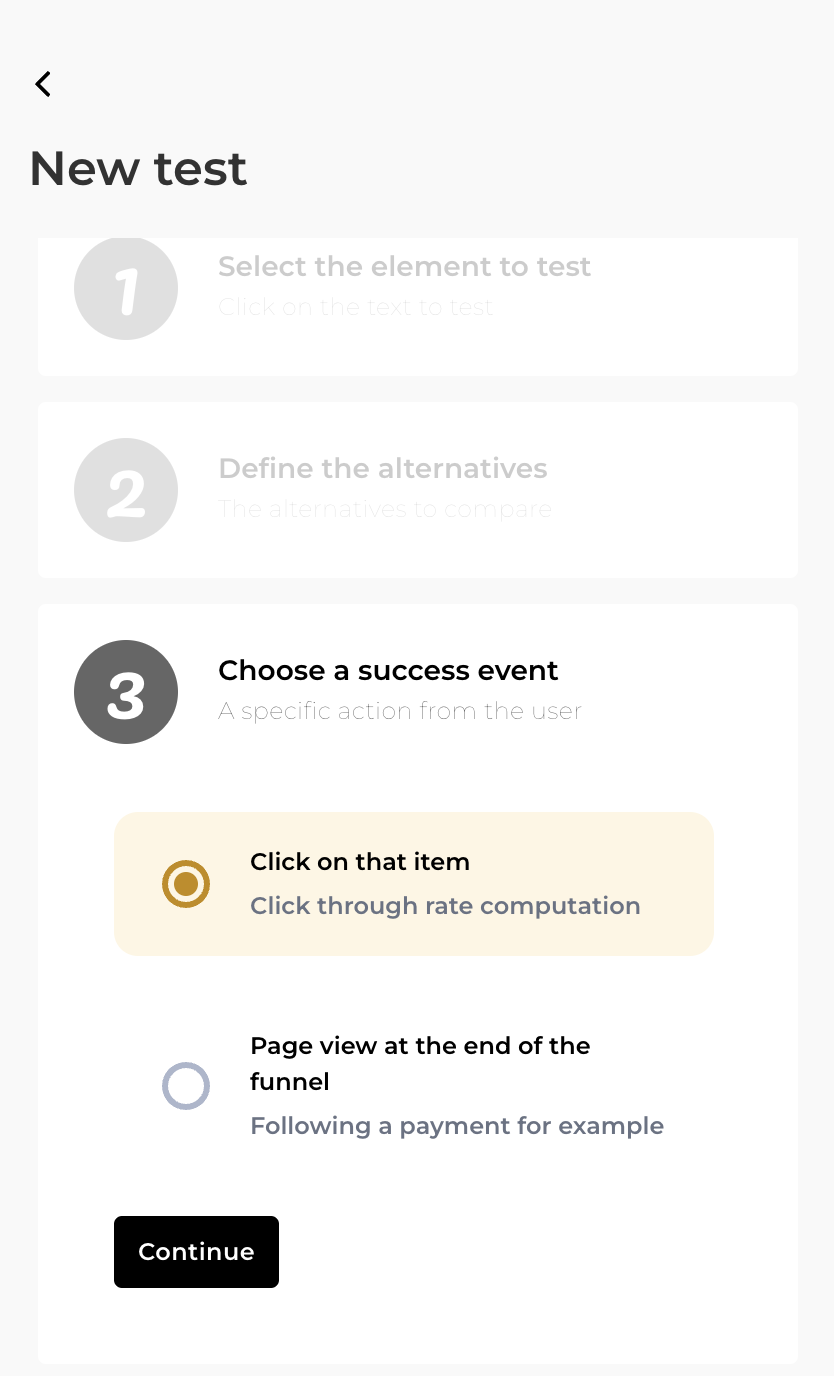 New test
1
Select the element to test
Click on the text to test
2
Define the alternatives
The alternatives to compare
3
Choose a success event
A specific action from the user
Click on that item
Click through rate computation
Page view at the end of the
funnel
Following a payment for example
Continue